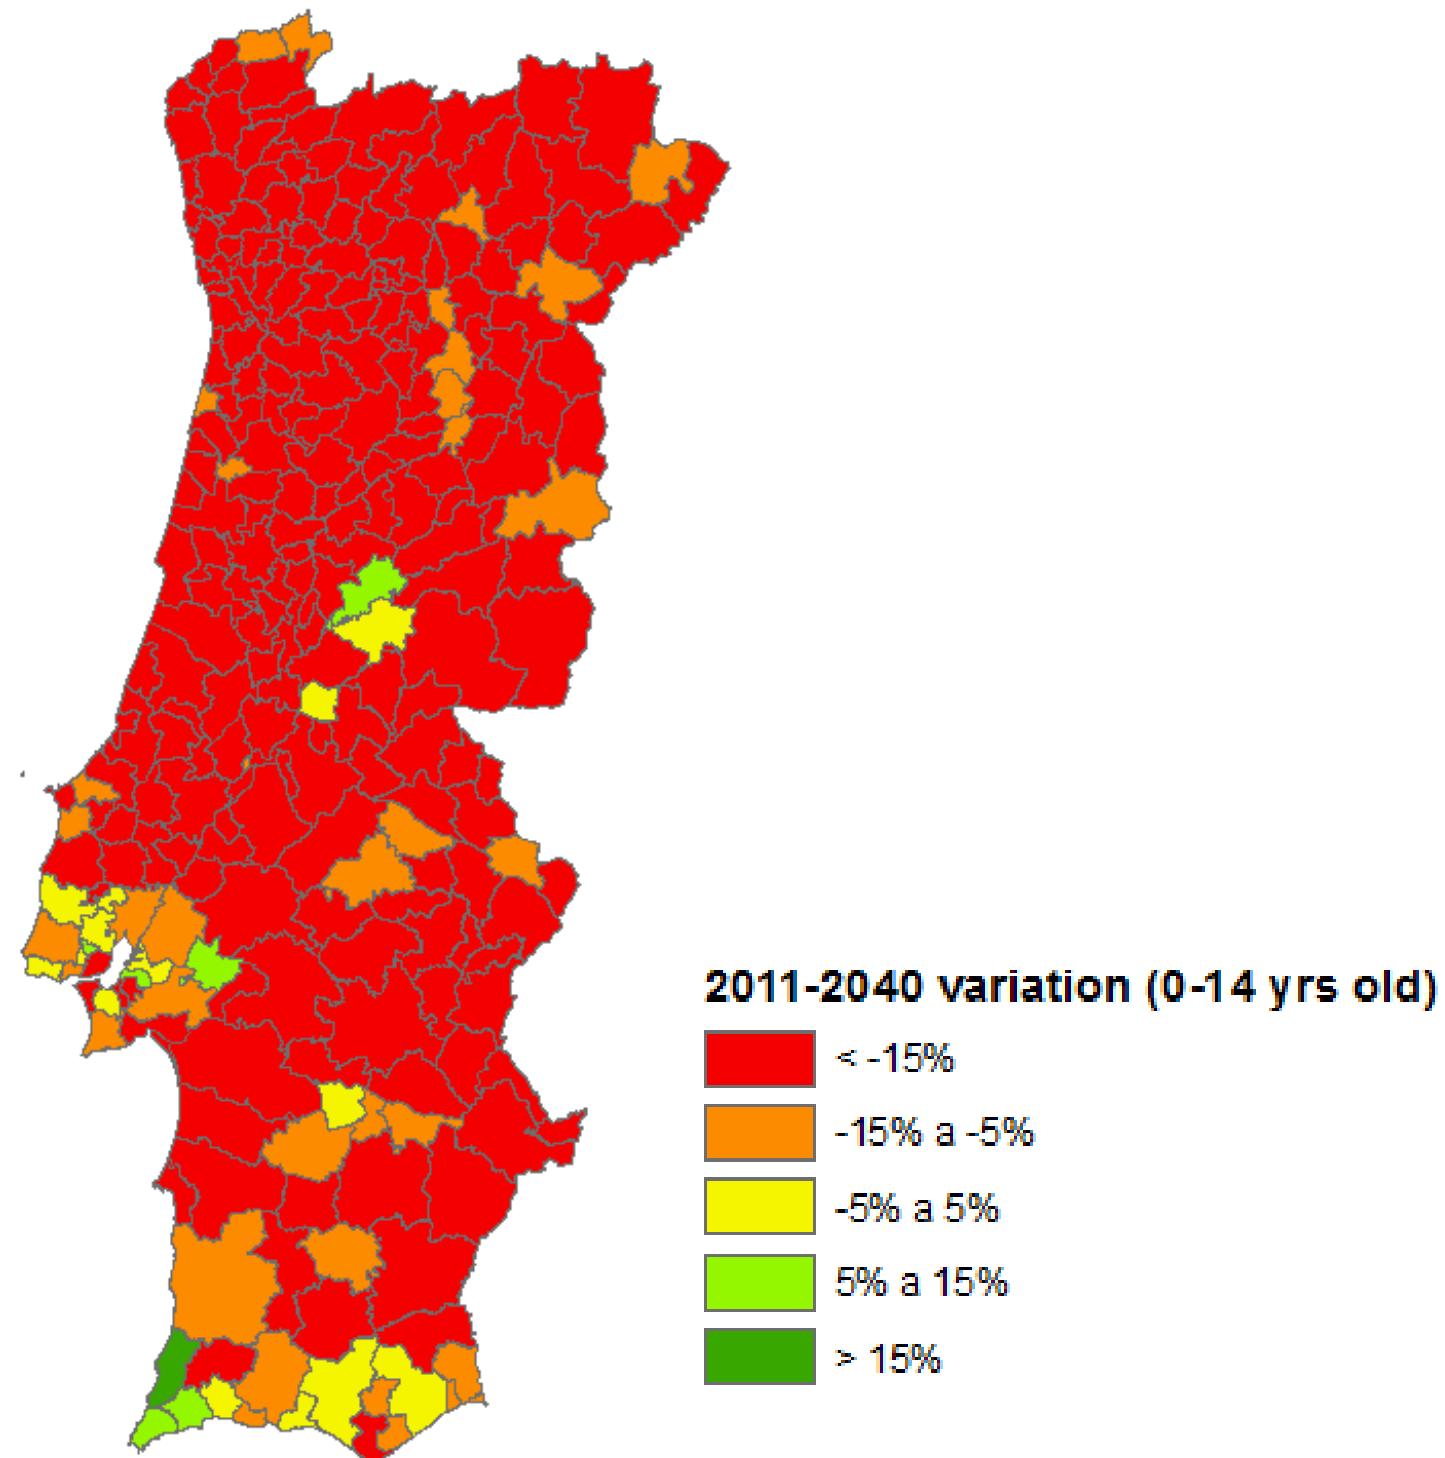 2011-2040 variation (0-14 yrs old)
< -15%
-15% a -5%
-5% a 5%
5% a 15%
> 15%